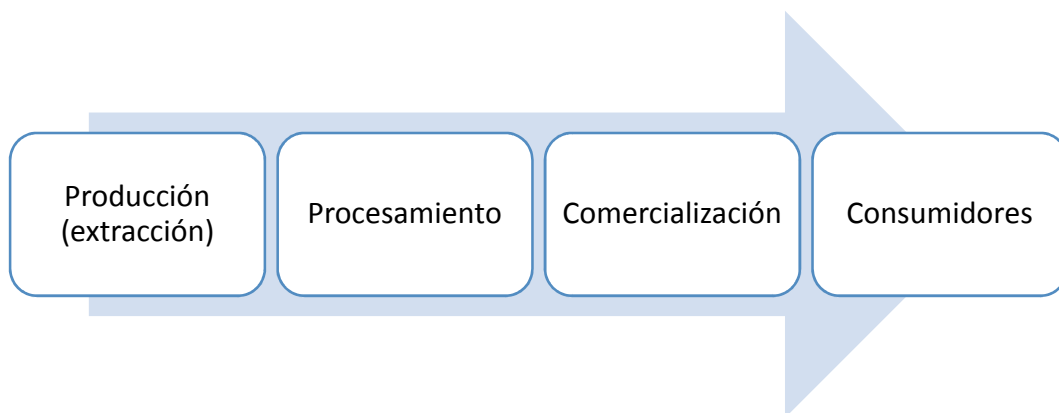 Producción
(extracción)
Procesamiento
Comercialización
Consumidores